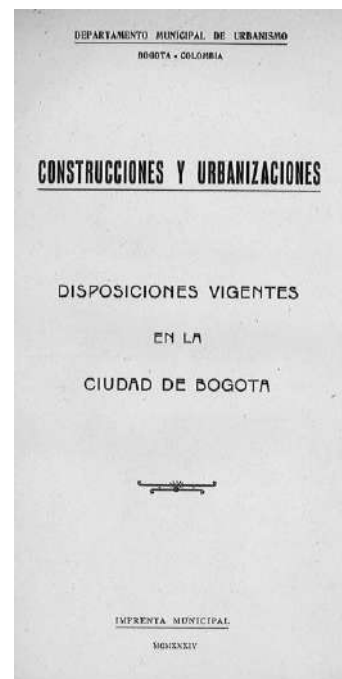 DEPARTAMENTO MUNICIPAL DE URBANISMO
BOGOTA - COLOMBIA
CONSTRUCCIONES Y URBANIZACIONES
DISPOSICIONES VIGENTES
EN LA
CIUDAD DE BOGOTA
IMPRENTA MUNICIPAL
MCMXXXIV